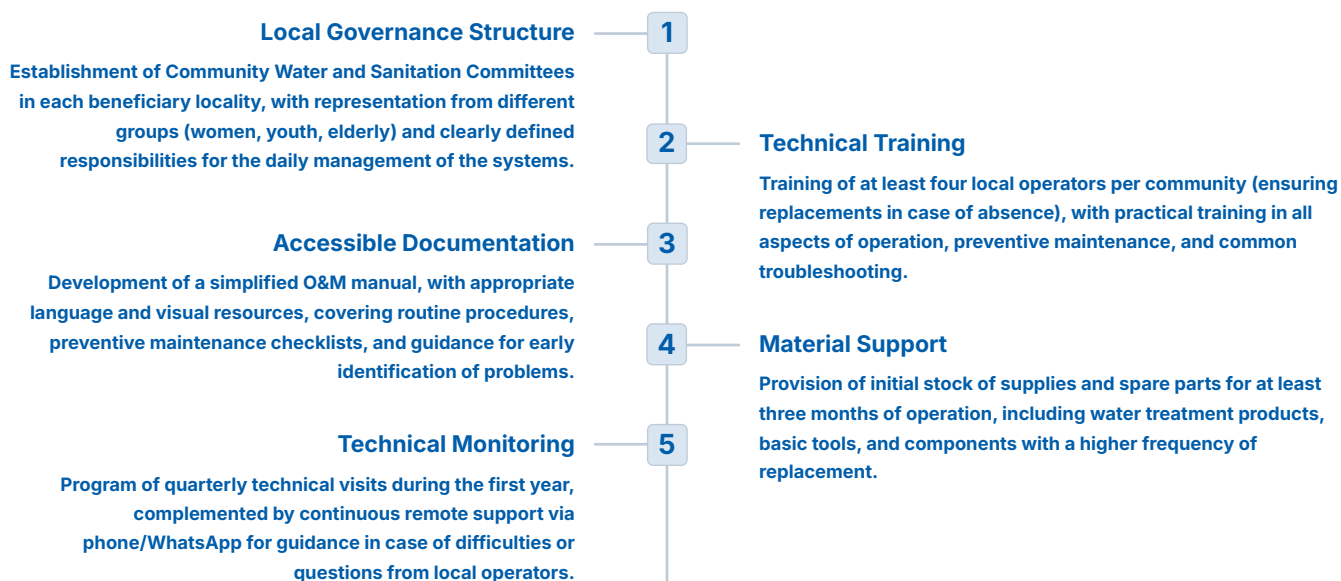 Local Governance Structure
1
Establishment of Community Water and Sanitation Committees
in each beneficiary locality, with representation from different
groups (women, youth, elderly) and clearly defined
responsibilities for the daily management of the systems.
2
Technical Training
Training of at least four local operators per community (ensuring
replacements in case of absence), with practical training in all
aspects of operation, preventive maintenance, and common
troubleshooting.
Accessible Documentation
3
Development of a simplified O&M manual, with appropriate
language and visual resources, covering routine procedures,
preventive maintenance checklists, and guidance for early
identification of problems.
4
Material Support
Provision of initial stock of supplies and spare parts for at least
three months of operation, including water treatment products,
basic tools, and components with a higher frequency of
replacement.
Technical Monitoring
5
Program of quarterly technical visits during the first year,
complemented by continuous remote support via
phone/WhatsApp for guidance in case of difficulties or
questions from local operators.